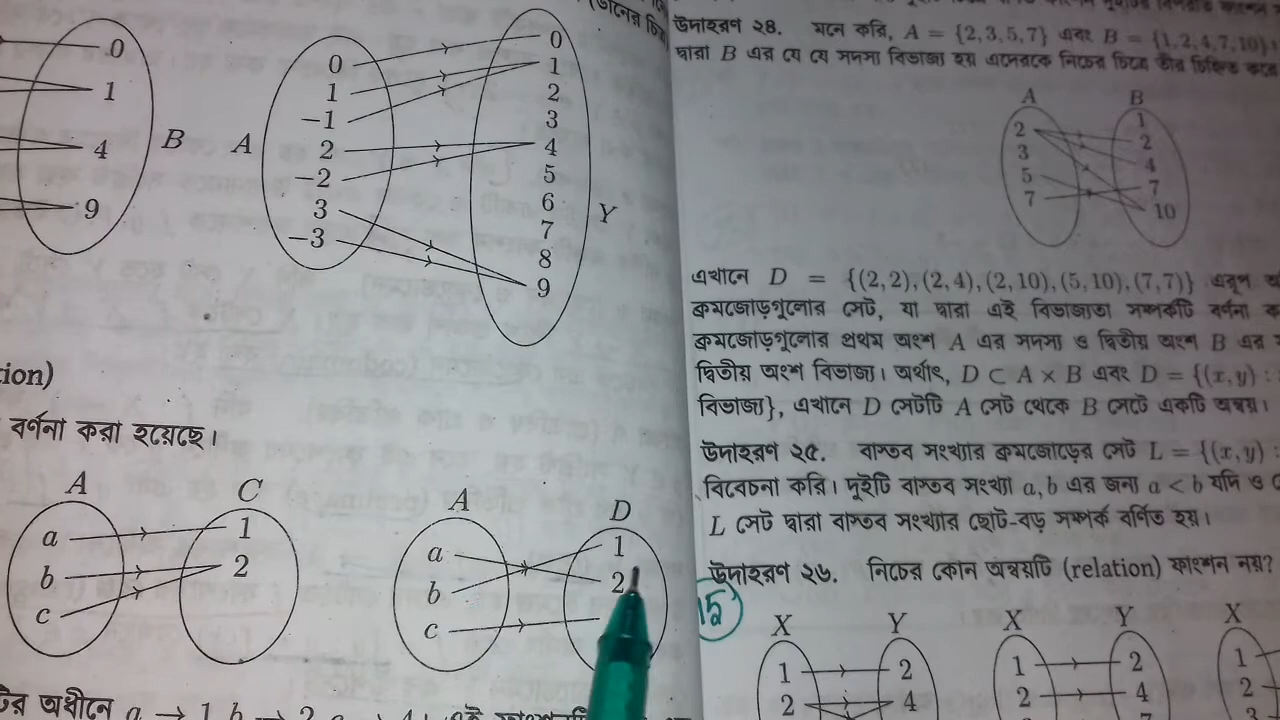 (তানের চিত্র
0
1
4
9
B
A
0
1
−1
2
−2
3
−3
0
1
2
3
4
5
6
7
8
9
Y
ion)
বর্ণনা করা হয়েছে।
A
C
a
b
c
1
2
A
D
a
b
c
1
2
টির অধীনে a → 1, b → 2
উদাহরণ ২৪. মনে করি, A = {2, 3, 5, 7} এবং B = {1, 2, 4, 7, 10}
দ্বারা B এর যে যে সদস্য বিভাজ্য হয় এদেরকে নিচের চিত্রে তীর চিহ্নিত করে
A
B
2
3
5
7
1
2
4
7
10
এখানে D = {(2, 2), (2, 4), (2, 10), (5, 10), (7, 7)} এরূপ
ক্রমজোড়গুলোর সেট, যা দ্বারা এই বিভাজ্যতা সম্পর্কটি বর্ণনা
ক্রমজোড়গুলোর প্রথম অংশ A এর সদস্য ও দ্বিতীয় অংশ B এর
দ্বিতীয় অংশ বিভাজ্য। অর্থাৎ, D ⊂ A × B এবং D = {(x, y) :
বিভাজ্য}, এখানে D সেটটি A সেট থেকে B সেটে একটি অন্বয়।
উদাহরণ ২৫. বাস্তব সংখ্যার ক্রমজোড়ের সেট L = {(x, y) :
বিবেচনা করি। দুইটি বাস্তব সংখ্যা a, b এর জন্য a < b যদি ও
L সেট দ্বারা বাস্তব সংখ্যার ছোট-বড় সম্পর্ক বর্ণিত হয়।
উদাহরণ ২৬. নিচের কোন অন্বয়টি (relation) ফাংশন নয়?
X
Y
1
2
2
4
X
Y
1
2
2
4
X
1
2
3